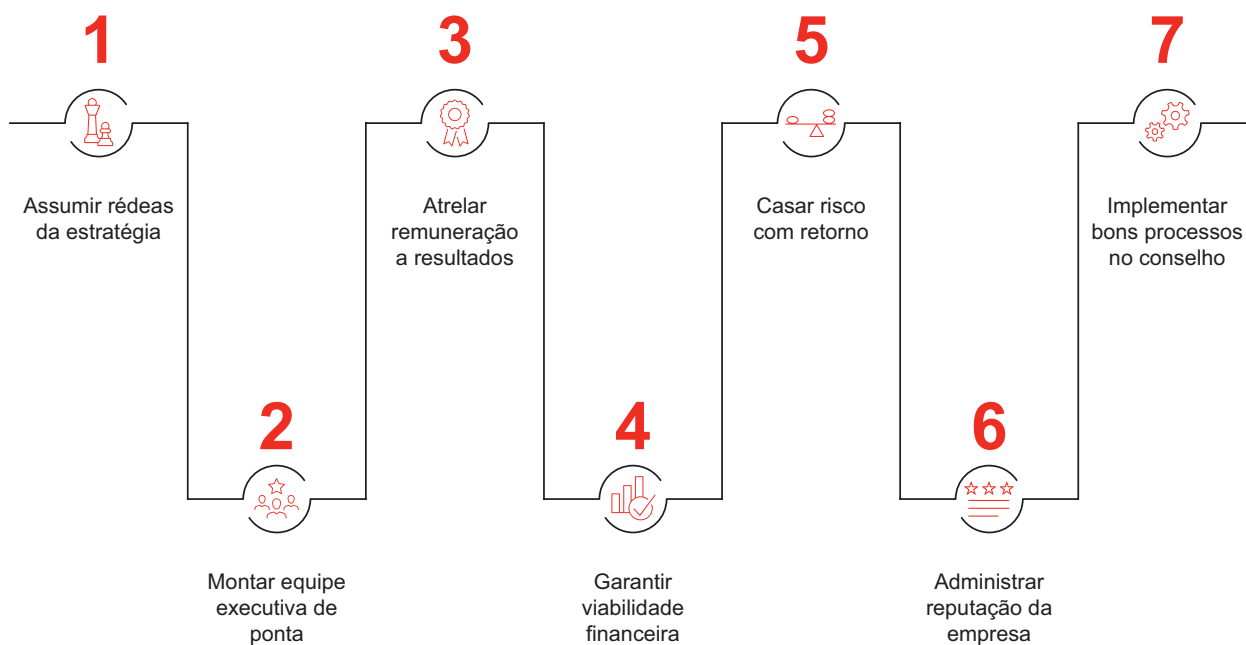 1
Assumir rédeas
da estratégia
2
Montar equipe
executiva de
ponta
3
Atrelar
remuneração
a resultados
4
Garantir
viabilidade
financeira
5
Casar risco
com retorno
6
Administrar
reputação da
empresa
7
Implementar
bons processos
no conselho